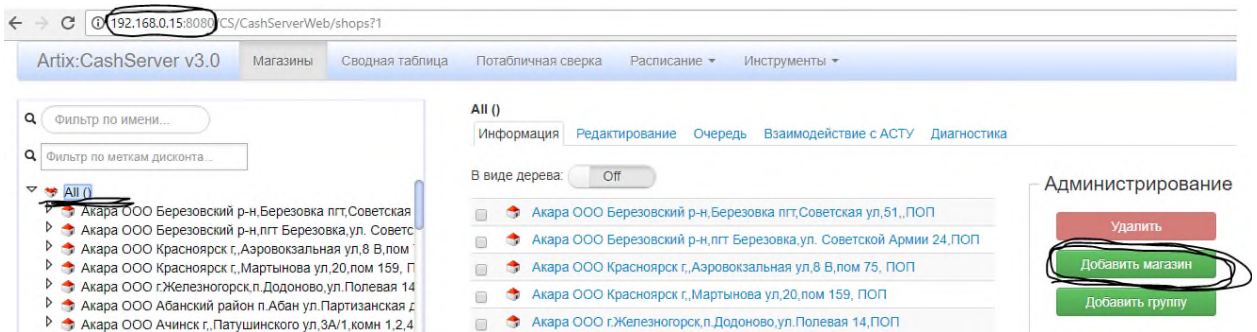 192.168.0.15:8080/CS/CashServerWeb/shops?1
Artix:CashServer v3.0 Магазины Сводная таблица Потабличная сверка Расписание Инструменты
Фильтр по имени...
Фильтр по меткам дисконта...
All ()
Акара ООО Березовский р-н,Березовка пгт,Советская
Акара ООО Березовский р-н,пгт Березовка,ул. Советс
Акара ООО Красноярск г,,Аэровокзальная ул,8 В,пом
Акара ООО Красноярск г,,Мартынова ул,20,пом 159, П
Акара ООО г.Железногорск,п.Додоново,ул.Полевая 14
Акара ООО Абанский район п.Абан ул.Партизанская д
Акара ООО Ачинск г,,Патушинского ул,3А/1,комн 1,2,4
All ()
Информация Редактирование Очередь Взаимодействие с АСТУ Диагностика
В виде дерева: Off
Акара ООО Березовский р-н,Березовка пгт,Советская ул,51,,ПОП
Акара ООО Березовский р-н,пгт Березовка,ул. Советской Армии 24,ПОП
Акара ООО Красноярск г,,Аэровокзальная ул,8 В,пом 75, ПОП
Акара ООО Красноярск г,,Мартынова ул,20,пом 159, ПОП
Акара ООО г.Железногорск,п.Додоново,ул.Полевая 14,ПОП
Администрирование
Удалить
Добавить магазин
Добавить группу